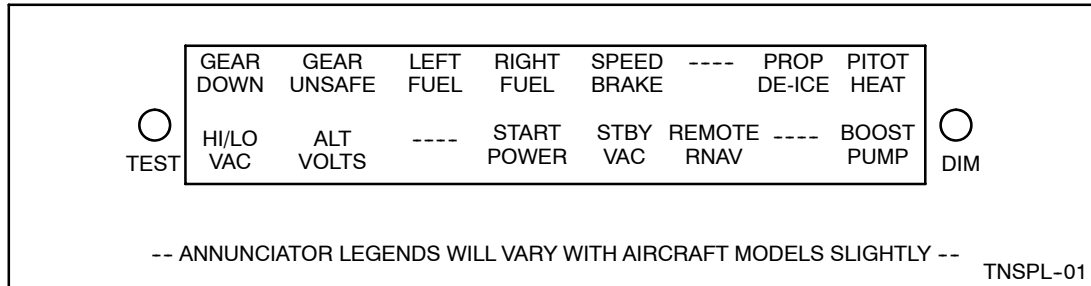 GEAR GEAR LEFT RIGHT SPEED ---- PROP PITOT
DOWN UNSAFE FUEL FUEL BRAKE DE-ICE HEAT
HI/LO ALT ---- START STBY REMOTE ---- BOOST
VAC VOLTS POWER VAC RNAV PUMP
TEST
DIM
-- ANNUNCIATOR LEGENDS WILL VARY WITH AIRCRAFT MODELS SLIGHTLY --
TNSPL-01